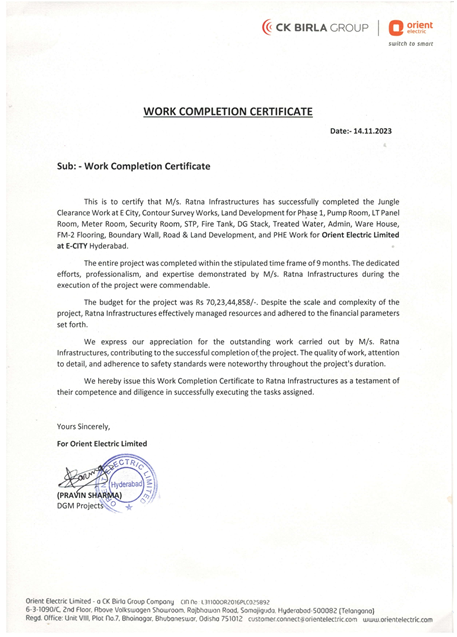 CK BIRLA GROUP
orient
electric
switch to smart
WORK COMPLETION CERTIFICATE
Date:- 14.11.2023
Sub: - Work Completion Certificate
This is to certify that M/s. Ratna Infrastructures has successfully completed the Jungle
Clearance Work at E City, Contour Survey Works, Land Development for Phase 1, Pump Room, LT Panel
Room, Meter Room, Security Room, STP, Fire Tank, DG Stack, Treated Water, Admin, Ware House,
FM-2 Flooring, Boundary Wall, Road & Land Development, and PHE Work for Orient Electric Limited
at E-CITY Hyderabad.
The entire project was completed within the stipulated time frame of 9 months. The dedicated
efforts, professionalism, and expertise demonstrated by M/s. Ratna Infrastructures during the
execution of the project were commendable.
The budget for the project was Rs 70,23,44,858/-. Despite the scale and complexity of the
project, Ratna Infrastructures effectively managed resources and adhered to the financial parameters
set forth.
We express our appreciation for the outstanding work carried out by M/s. Ratna
Infrastructures, contributing to the successful completion of the project. The quality of work, attention
to detail, and adherence to safety standards were noteworthy throughout the project's duration.
We hereby issue this Work Completion Certificate to Ratna Infrastructures as a testament of
their competence and diligence in successfully executing the tasks assigned.
Yours Sincerely,
For Orient Electric Limited
ORIENT ELECTRIC LIMITED
Hyderabad
(PRAVIN SHARMA)
DGM Projects
Orient Electric Limited - a CK Birla Group Company CIN No L31100OR2016PLC025892
6-3-1090/C, 2nd Floor, Above Volkswagen Showroom, Rajbhavan Road, Somajiguda, Hyderabad-500082 (Telangana)
Regd. Office: Unit VIII, Plot No.7, Bhoinagar, Bhubaneswar, Odisha 751012 customer.connect@orientelectric.com www.orientelectric.com